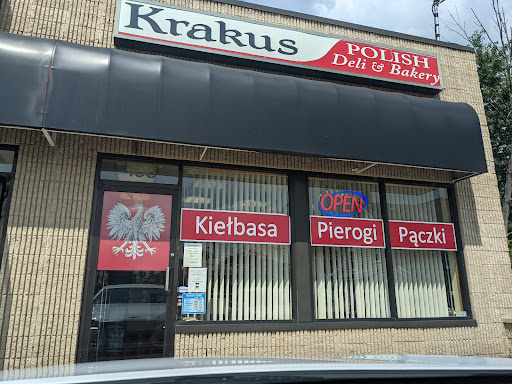 Krakus
POLISH
Deli & Bakery
OPEN
Kiełbasa
Pierogi
Pączki